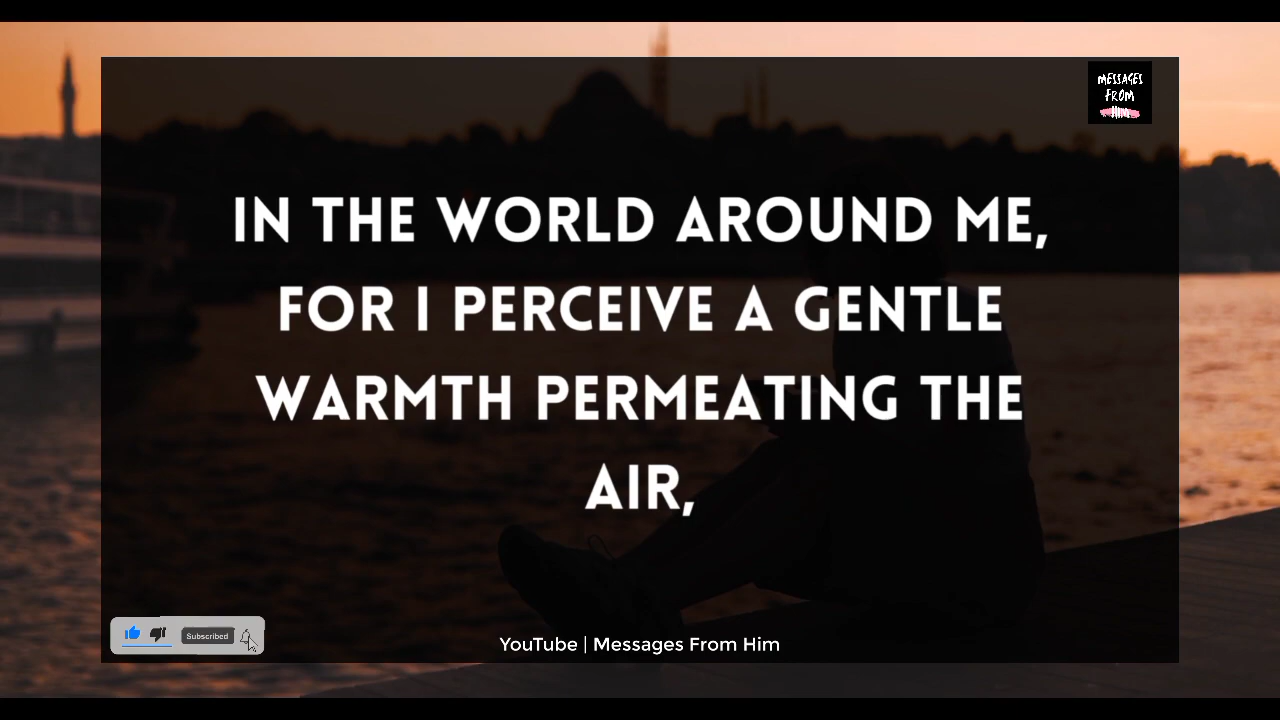 MESSAGES
FROM
HIM
IN THE WORLD AROUND ME,
FOR I PERCEIVE A GENTLE
WARMTH PERMEATING THE
AIR,
Subscribed
YouTube | Messages From Him